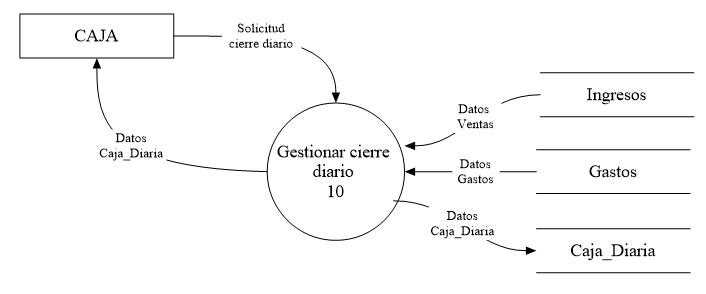 CAJA
Solicitud
cierre diario
Datos
Ventas
Ingresos
Datos
Caja_Diaria
Gestionar cierre
diario
10
Datos
Gastos
Gastos
Datos
Caja_Diaria
Caja_Diaria